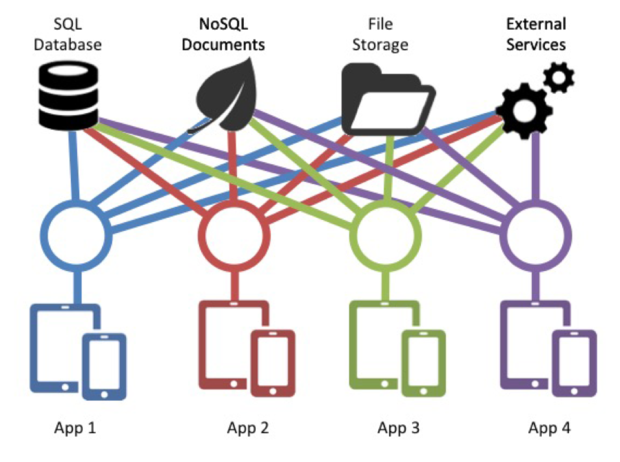 SQL
Database
NoSQL
Documents
File
Storage
External
Services
App 1
App 2
App 3
App 4